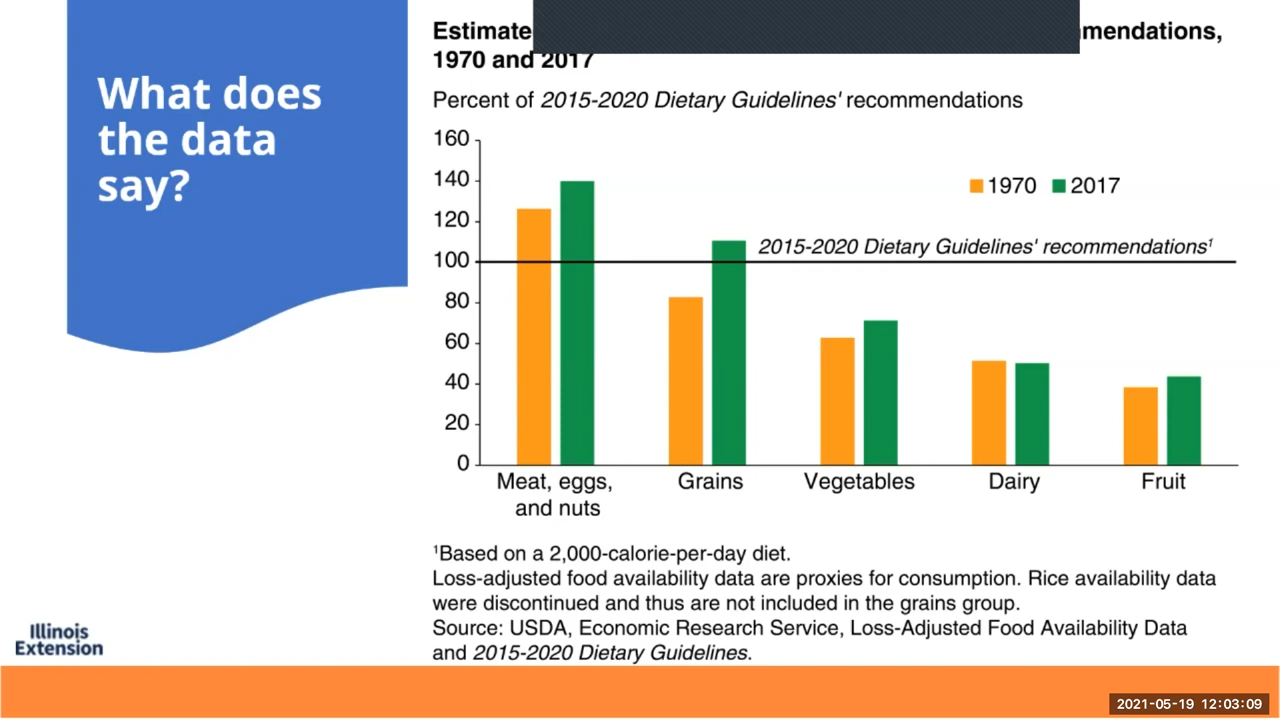 What does
the data
say?
Estimate mendations,
1970 and 2017
Percent of 2015-2020 Dietary Guidelines' recommendations
160
140
120
100
80
60
40
20
0
1970 2017
2015-2020 Dietary Guidelines' recommendations¹
Meat, eggs,
and nuts
Grains
Vegetables
Dairy
Fruit
¹Based on a 2,000-calorie-per-day diet.
Loss-adjusted food availability data are proxies for consumption. Rice availability data
were discontinued and thus are not included in the grains group.
Source: USDA, Economic Research Service, Loss-Adjusted Food Availability Data
and 2015-2020 Dietary Guidelines.
Illinois
Extension
2021-05-19 12:03:09